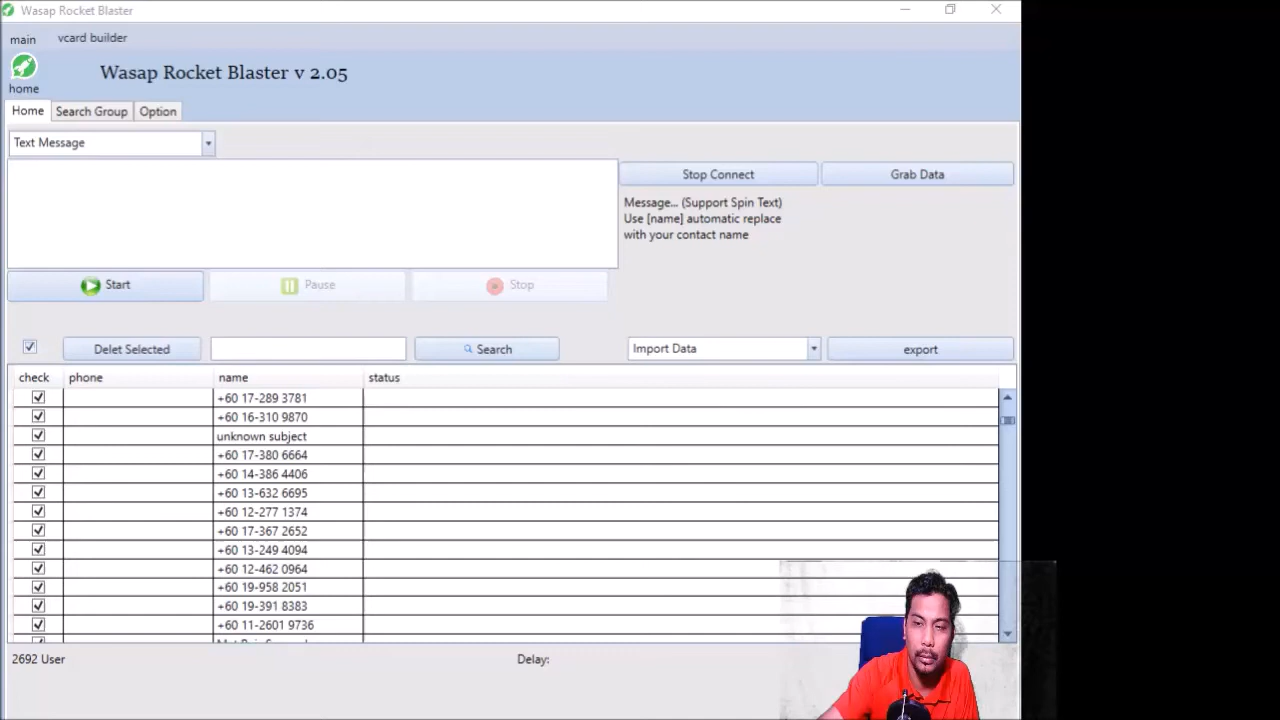 Wasap Rocket Blaster
main
vcard builder
Wasap Rocket Blaster v 2.05
home
Home
Search Group
Option
Text Message
Stop Connect
Grab Data
Message... (Support Spin Text)
Use [name] automatic replace
with your contact name
Start
Pause
Stop
Delet Selected
Search
Import Data
export
check
phone
name
status
+60 17-289 3781
+60 16-310 9870
unknown subject
+60 17-380 6664
+60 14-386 4406
+60 13-632 6695
+60 12-277 1374
+60 17-367 2652
+60 13-249 4094
+60 12-462 0964
+60 19-958 2051
+60 19-391 8383
+60 11-2601 9736
2692 User
Delay: